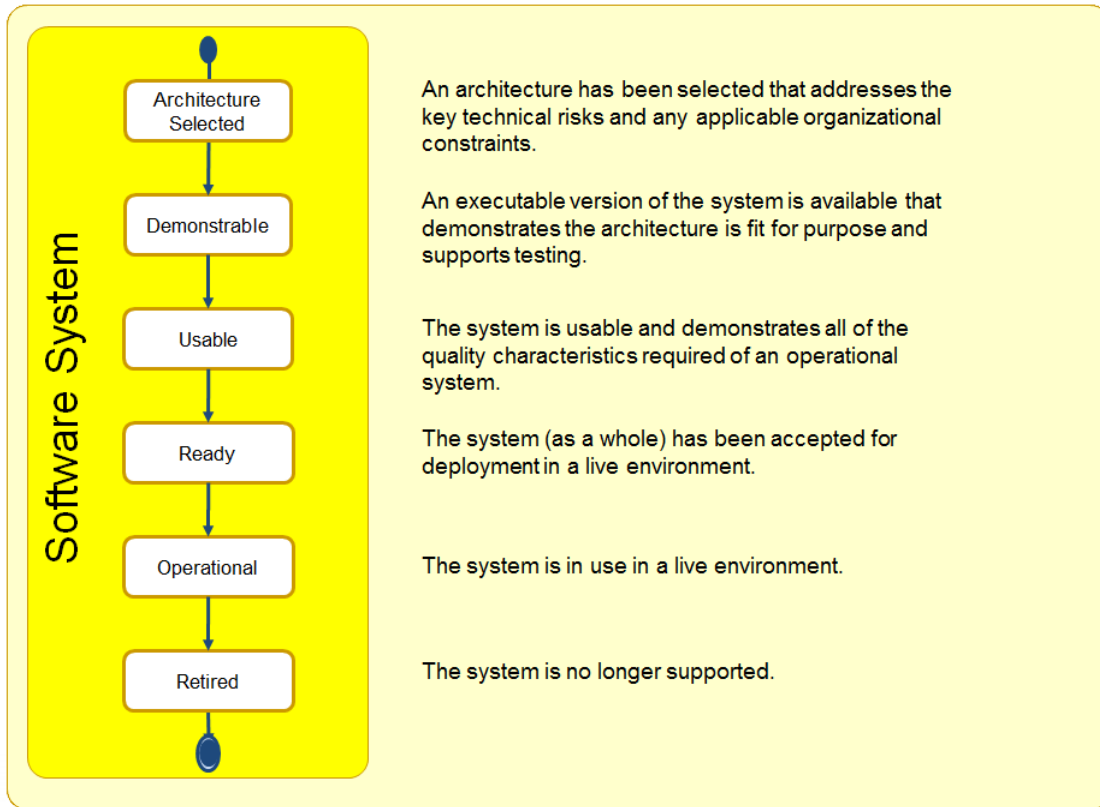 Software System
Architecture
Selected
An architecture has been selected that addresses the
key technical risks and any applicable organizational
constraints.
Demonstrable
An executable version of the system is available that
demonstrates the architecture is fit for purpose and
supports testing.
Usable
The system is usable and demonstrates all of the
quality characteristics required of an operational
system.
Ready
The system (as a whole) has been accepted for
deployment in a live environment.
Operational
The system is in use in a live environment.
Retired
The system is no longer supported.